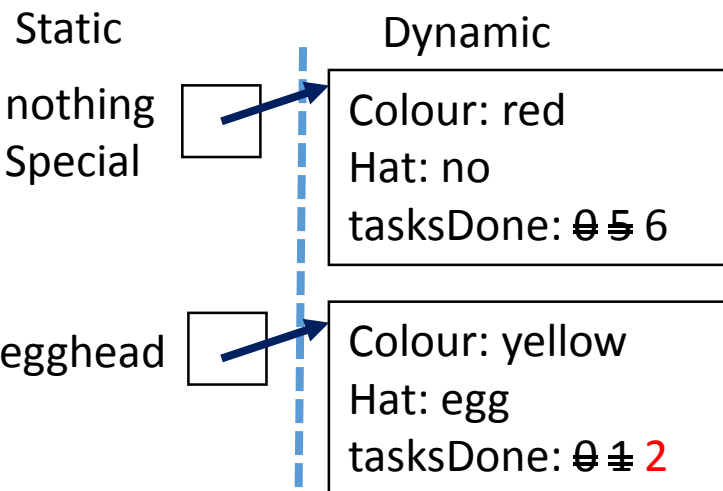 Static
Dynamic
nothing
Special
Colour: red
Hat: no
tasksDone: 0 5 6
egghead
Colour: yellow
Hat: egg
tasksDone: 0 1 2